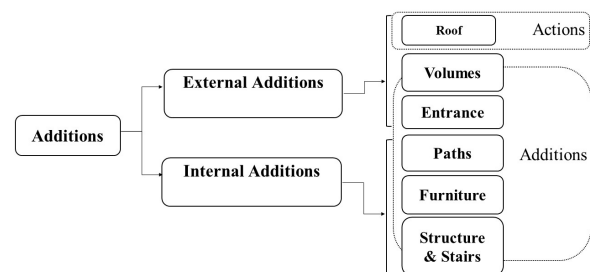 Roof
Actions
External Additions
Volumes
Entrance
Additions
Internal Additions
Paths
Additions
Furniture
Structure
& Stairs